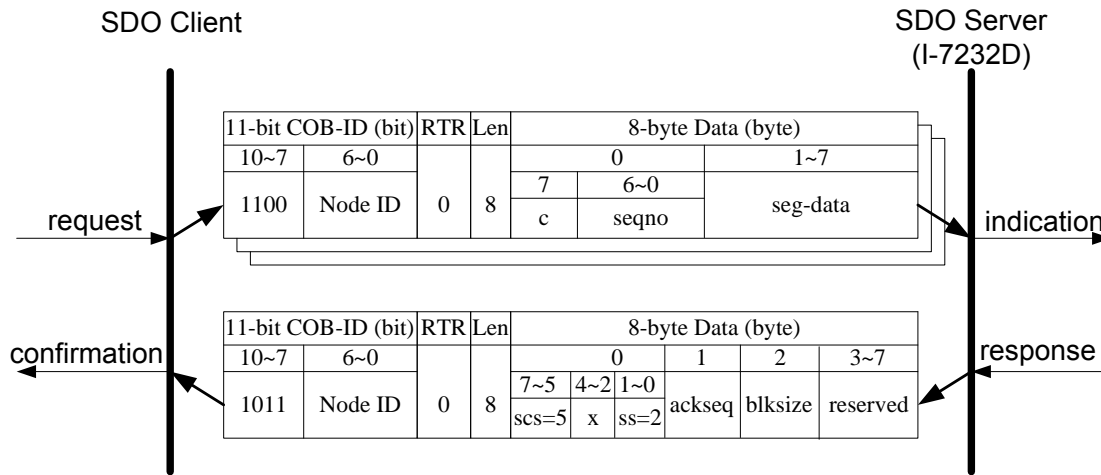 SDO Client
SDO Server
(I-7232D)
11-bit COB-ID (bit) RTR Len 8-byte Data (byte)
10~7 6~0 0 1~7
7 6~0
request 1100 Node ID 0 8 c seqno seg-data indication
11-bit COB-ID (bit) RTR Len 8-byte Data (byte)
confirmation 10~7 6~0 0 1 2 3~7 response
7~5 4~2 1~0
1011 Node ID 0 8 scs=5 x ss=2 ackseq blksize reserved